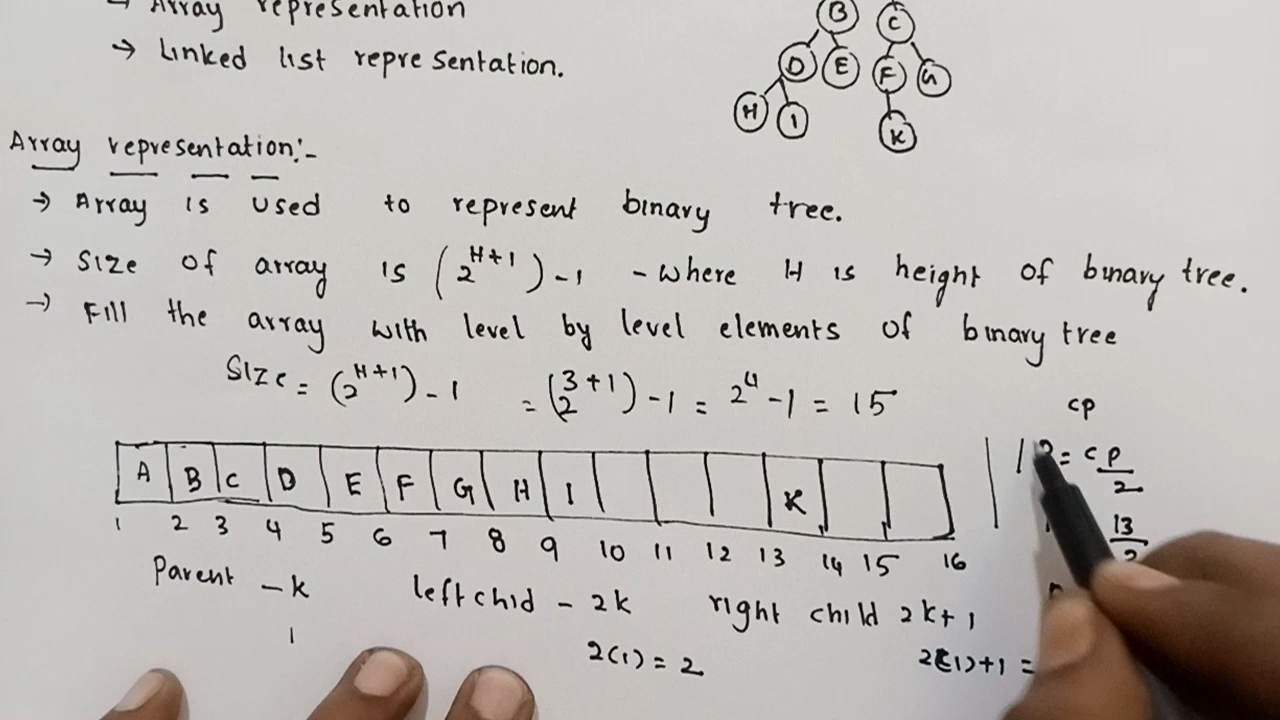 → Array representation
→ Linked list representation.
B C
D E F G
H I K
Array representation:-
→ Array is used to represent binary tree.
→ Size of array is (2^H+1) - 1 - where H is height of binary tree.
→ Fill the array with level by level elements of binary tree
Size = (2^H+1) - 1 = (2^3+1) - 1 = 2^4 - 1 = 15
cp
= cp/2
13/2
A B C D E F G H I K
1 2 3 4 5 6 7 8 9 10 11 12 13 14 15 16
Parent - k left chid - 2k right child 2k+1
1 2(1) = 2 2(1)+1 =